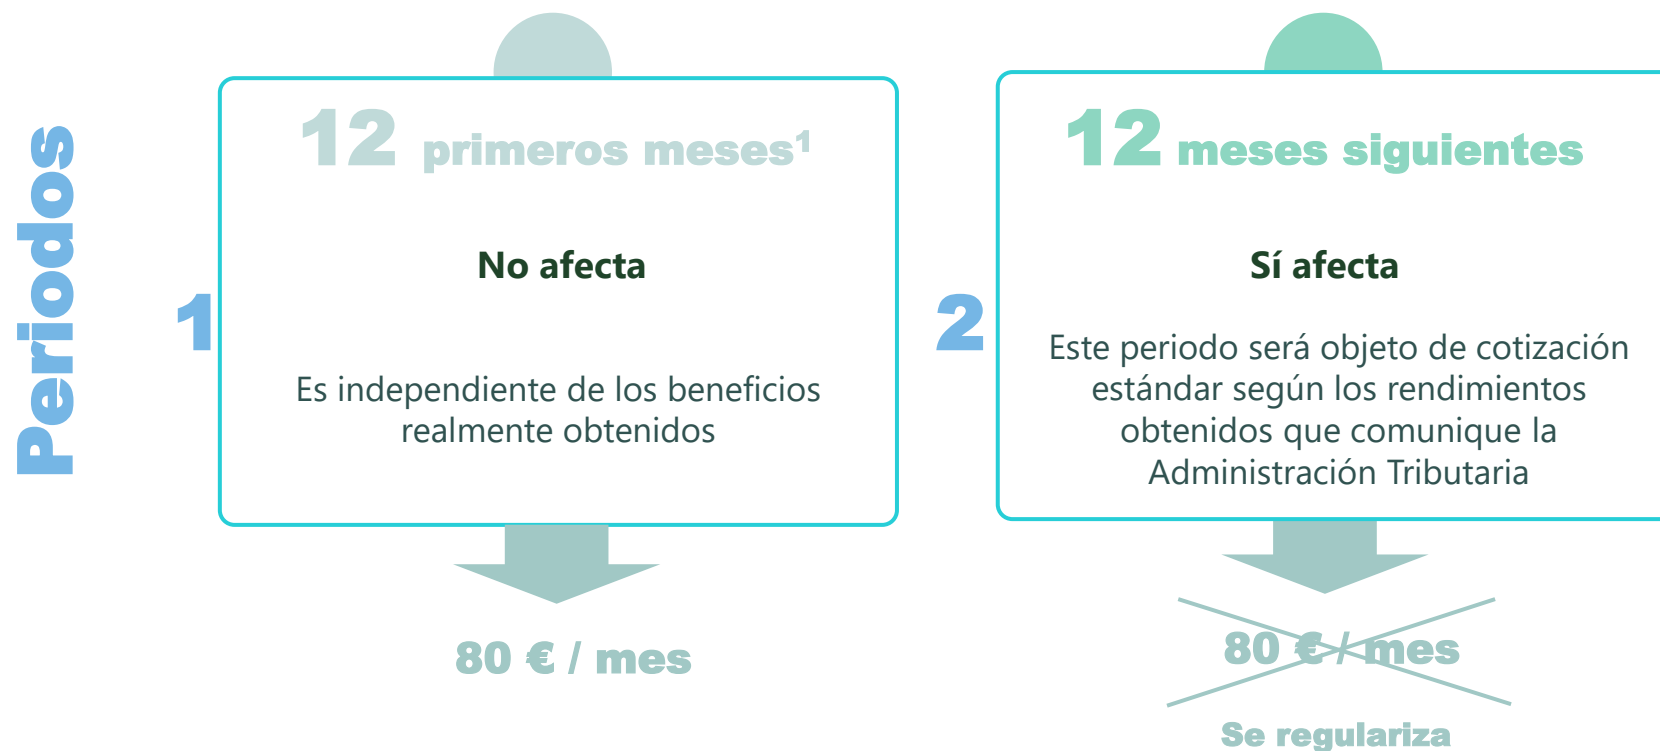 Periodos
1
12 primeros meses¹
No afecta
Es independiente de los beneficios
realmente obtenidos
80 € / mes
2
12 meses siguientes
Sí afecta
Este periodo será objeto de cotización
estándar según los rendimientos
obtenidos que comunique la
Administración Tributaria
80 € / mes
Se regulariza